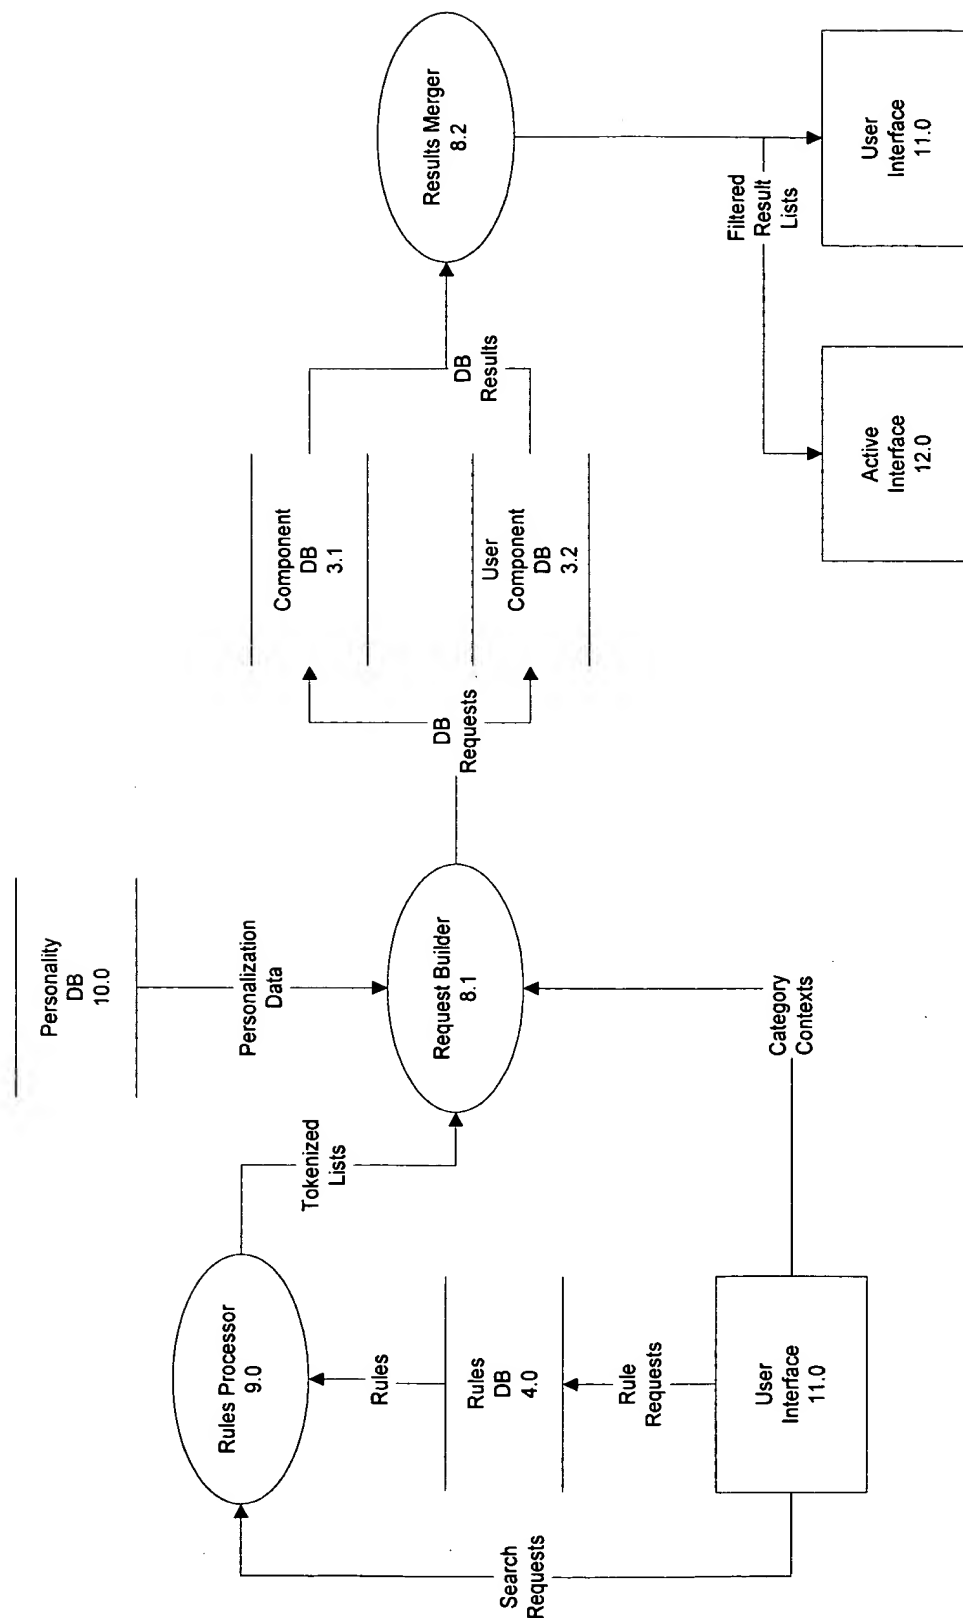 Personality
DB
10.0
Personalization
Data
Rules Processor
9.0
Tokenized
Lists
Request Builder
8.1
Rules
Rules
DB
4.0
Rule
Requests
Search
Requests
User
Interface
11.0
Category
Contexts
DB
Requests
Component
DB
3.1
User
Component
DB
3.2
DB
Results
Results Merger
8.2
Filtered
Result
Lists
Active
Interface
12.0
User
Interface
11.0